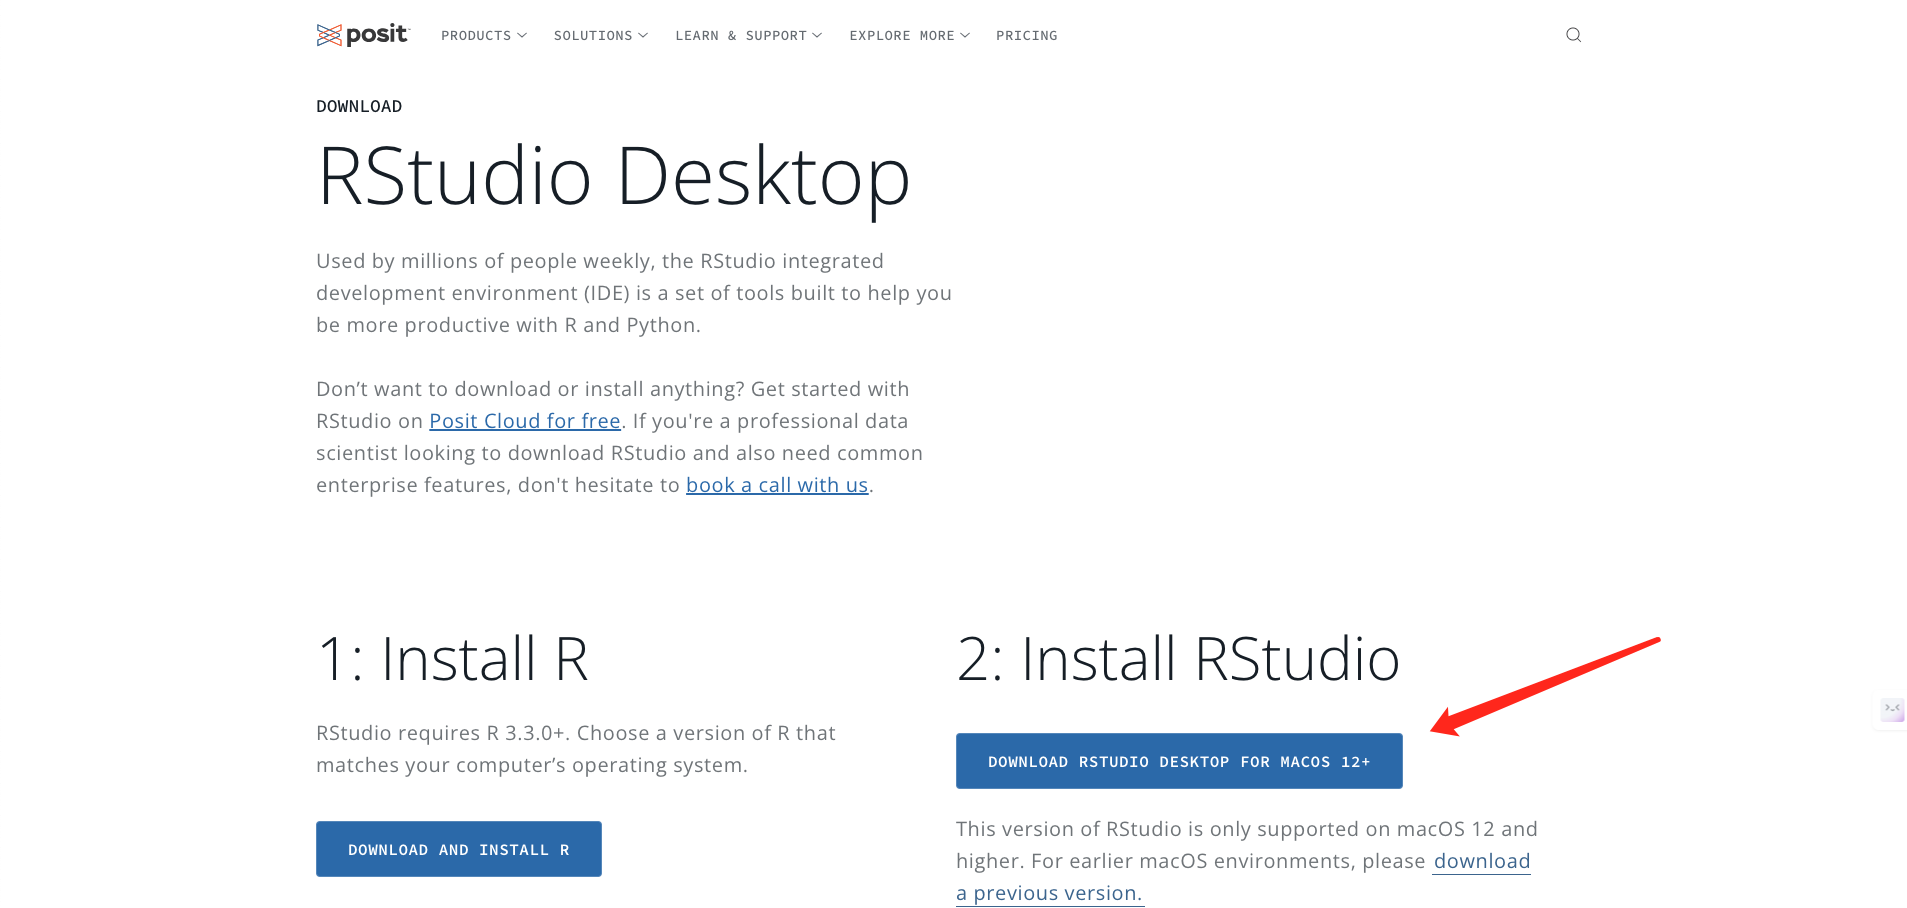 posit
PRODUCTS
SOLUTIONS
LEARN & SUPPORT
EXPLORE MORE
PRICING
DOWNLOAD
RStudio Desktop
Used by millions of people weekly, the RStudio integrated
development environment (IDE) is a set of tools built to help you
be more productive with R and Python.
Don’t want to download or install anything? Get started with
RStudio on Posit Cloud for free. If you're a professional data
scientist looking to download RStudio and also need common
enterprise features, don't hesitate to book a call with us.
1: Install R
RStudio requires R 3.3.0+. Choose a version of R that
matches your computer’s operating system.
DOWNLOAD AND INSTALL R
2: Install RStudio
DOWNLOAD RSTUDIO DESKTOP FOR MACOS 12+
This version of RStudio is only supported on macOS 12 and
higher. For earlier macOS environments, please download
a previous version.